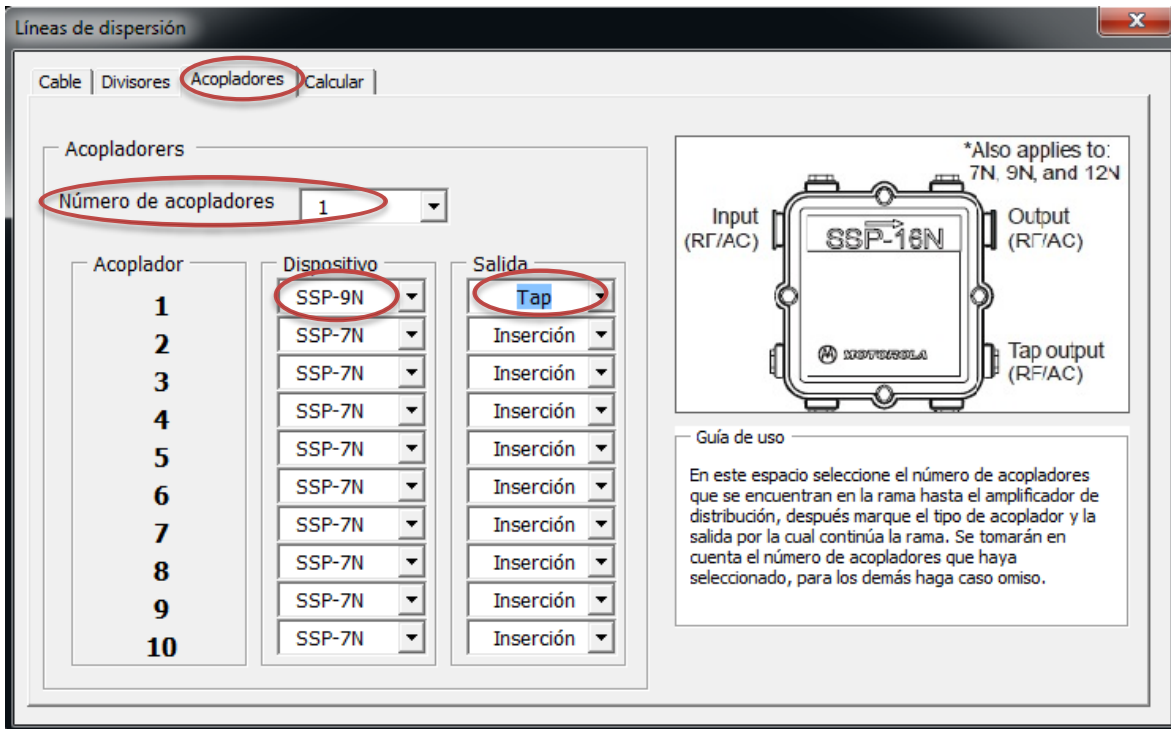 Líneas de dispersión
x
Cable Divisores Acopladores Calcular
Acopladorers
Número de acopladores 1
Acoplador Dispositivo Salida
1 SSP-9N Tap
2 SSP-7N Inserción
3 SSP-7N Inserción
4 SSP-7N Inserción
5 SSP-7N Inserción
6 SSP-7N Inserción
7 SSP-7N Inserción
8 SSP-7N Inserción
9 SSP-7N Inserción
10 SSP-7N Inserción
*Also applies to:
7N, 9N, and 12N
Input
(RF/AC)
SSP-16N
Output
(RF/AC)
MOTOROLA
Tap output
(RF/AC)
Guía de uso
En este espacio seleccione el número de acopladores
que se encuentran en la rama hasta el amplificador de
distribución, después marque el tipo de acoplador y la
salida por la cual continúa la rama. Se tomarán en
cuenta el número de acopladores que haya
seleccionado, para los demás haga caso omiso.